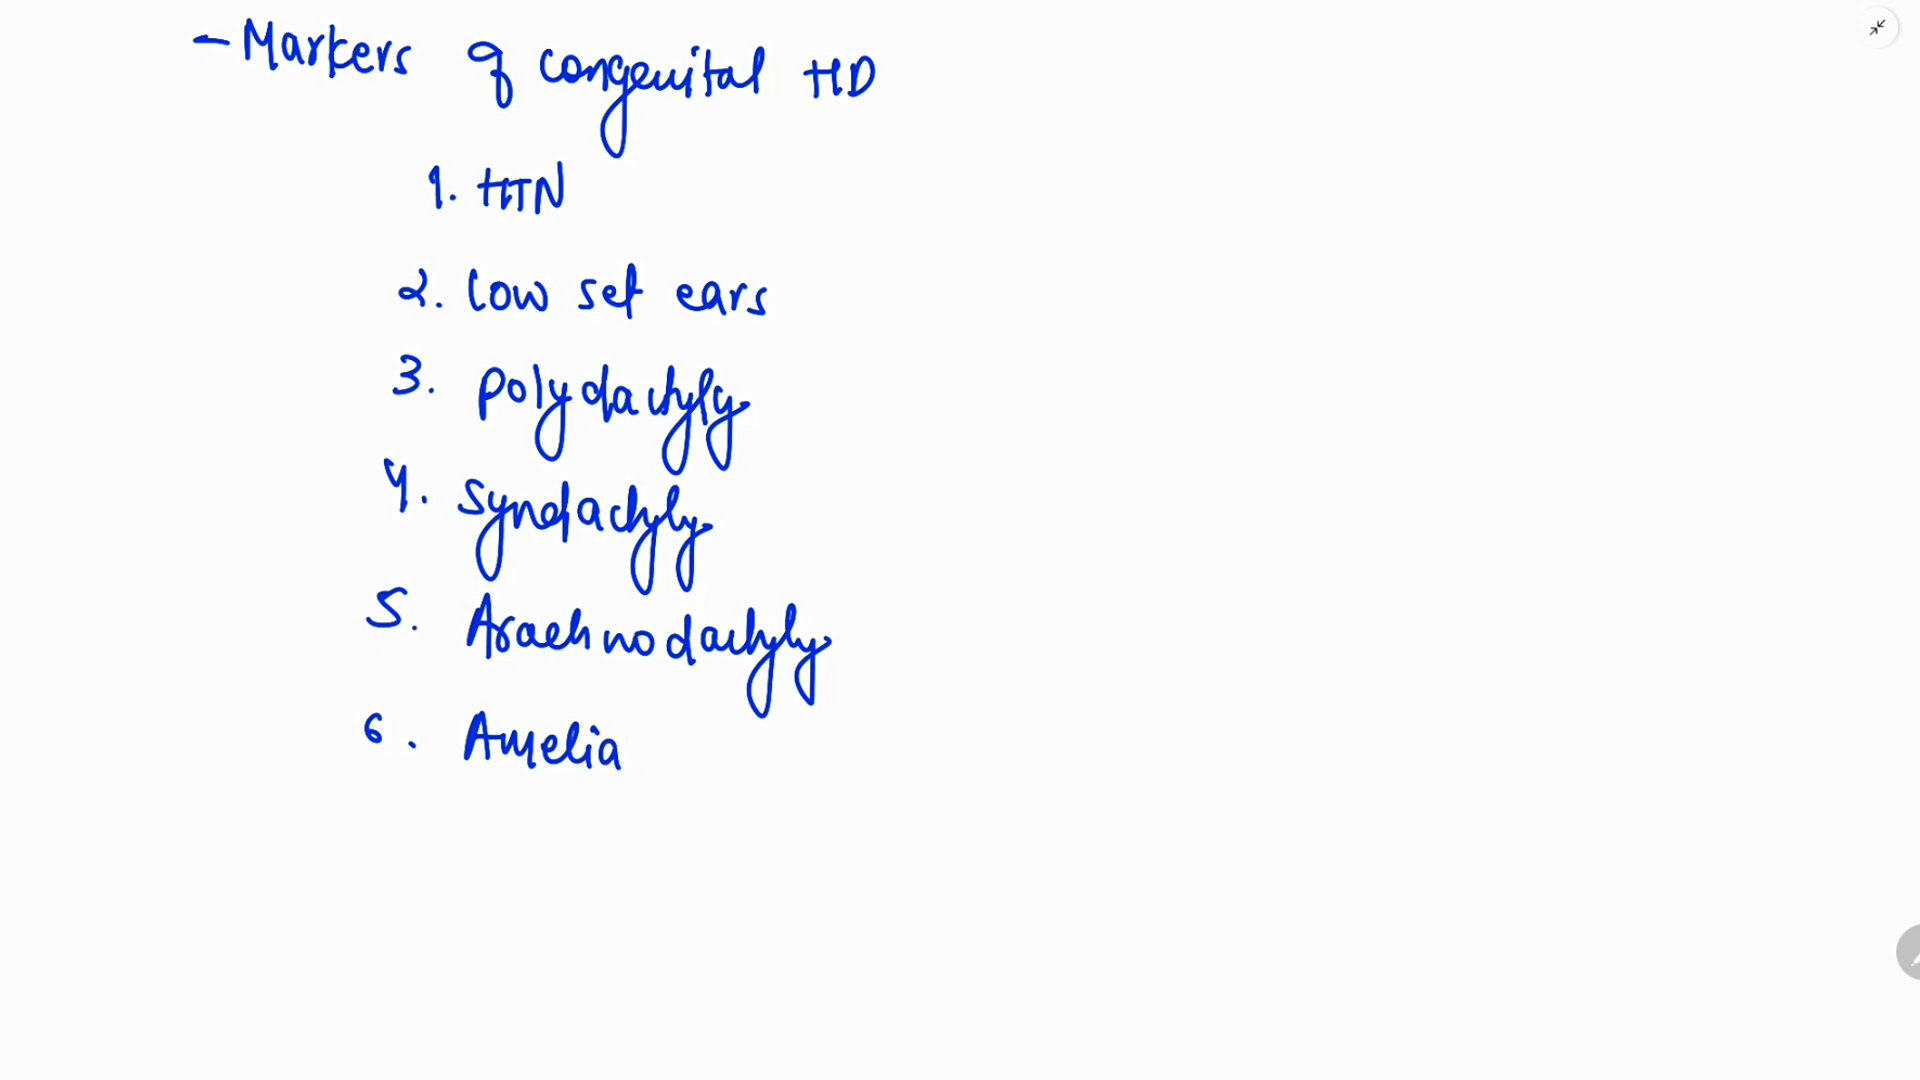 - Markers of congenital HD
1. HTN
2. low set ears
3. polydactyly
4. syndactyly
5. Arachnodactyly
6. Amelia